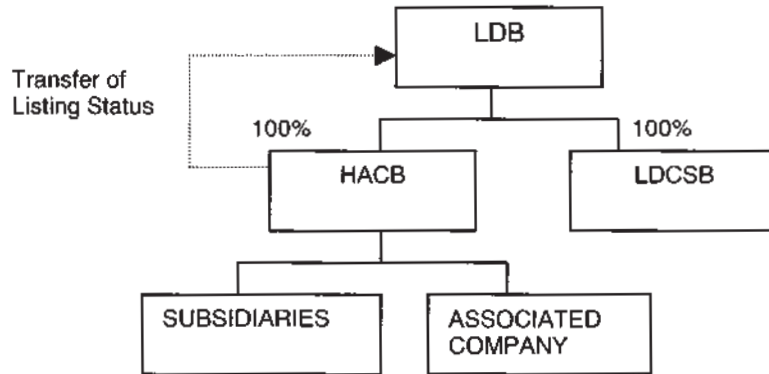 LDB
Transfer of
Listing Status
100%
100%
HACB
LDCSB
SUBSIDIARIES
ASSOCIATED
COMPANY